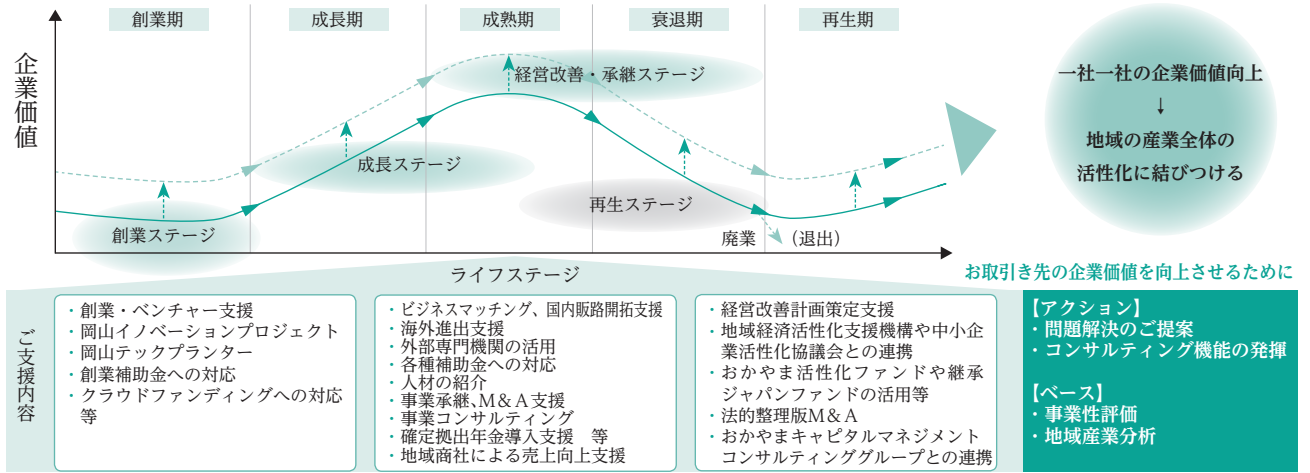 創業期
成長期
成熟期
衰退期
再生期
企業価値
経営改善・承継ステージ
成長ステージ
再生ステージ
創業ステージ
廃業
（退出）
ライフステージ
一社一社の企業価値向上
↓
地域の産業全体の
活性化に結びつける
お取引き先の企業価値を向上させるために
ご支援内容
・創業・ベンチャー支援
・岡山イノベーションプロジェクト
・岡山テックプランター
・創業補助金への対応
・クラウドファンディングへの対応
等
・ビジネスマッチング、国内販路開拓支援
・海外進出支援
・外部専門機関の活用
・各種補助金への対応
・人材の紹介
・事業承継、M＆A支援
・事業コンサルティング
・確定拠出年金導入支援　等
・地域商社による売上向上支援
・経営改善計画策定支援
・地域経済活性化支援機構や中小企
業活性化協議会との連携
・おかやま活性化ファンドや継承
ジャパンファンドの活用等
・法的整理版M＆A
・おかやまキャピタルマネジメント
コンサルティンググループとの連携
【アクション】
・問題解決のご提案
・コンサルティング機能の発揮
【ベース】
・事業性評価
・地域産業分析